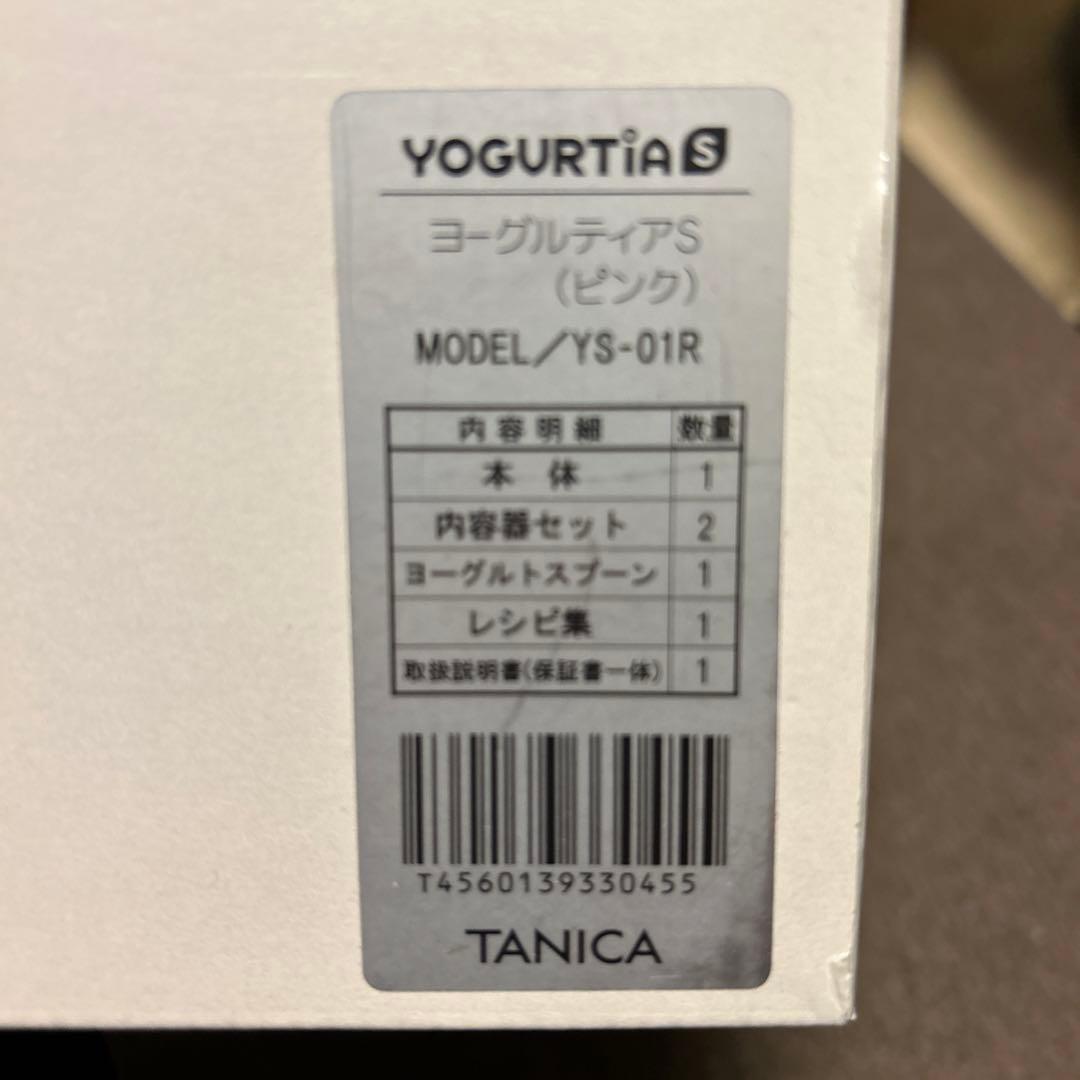 YOGURTiA S
ヨーグルティアS
(ピンク)
MODEL/YS-01R
内容明細 数量
本体 1
内容器セット 2
ヨーグルトスプーン 1
レシピ集 1
取扱説明書(保証書一体) 1
T4560139330455
TANICA